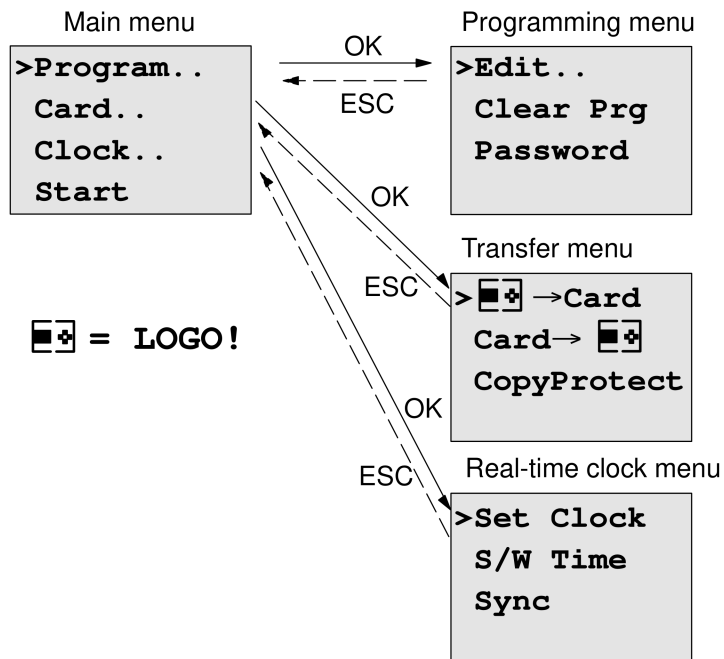 Main menu
>Program..
Card..
Clock..
Start
OK
ESC
Programming menu
>Edit..
Clear Prg
Password
OK
ESC
Transfer menu
> →Card
Card→
CopyProtect
= LOGO!
OK
ESC
Real-time clock menu
>Set Clock
S/W Time
Sync